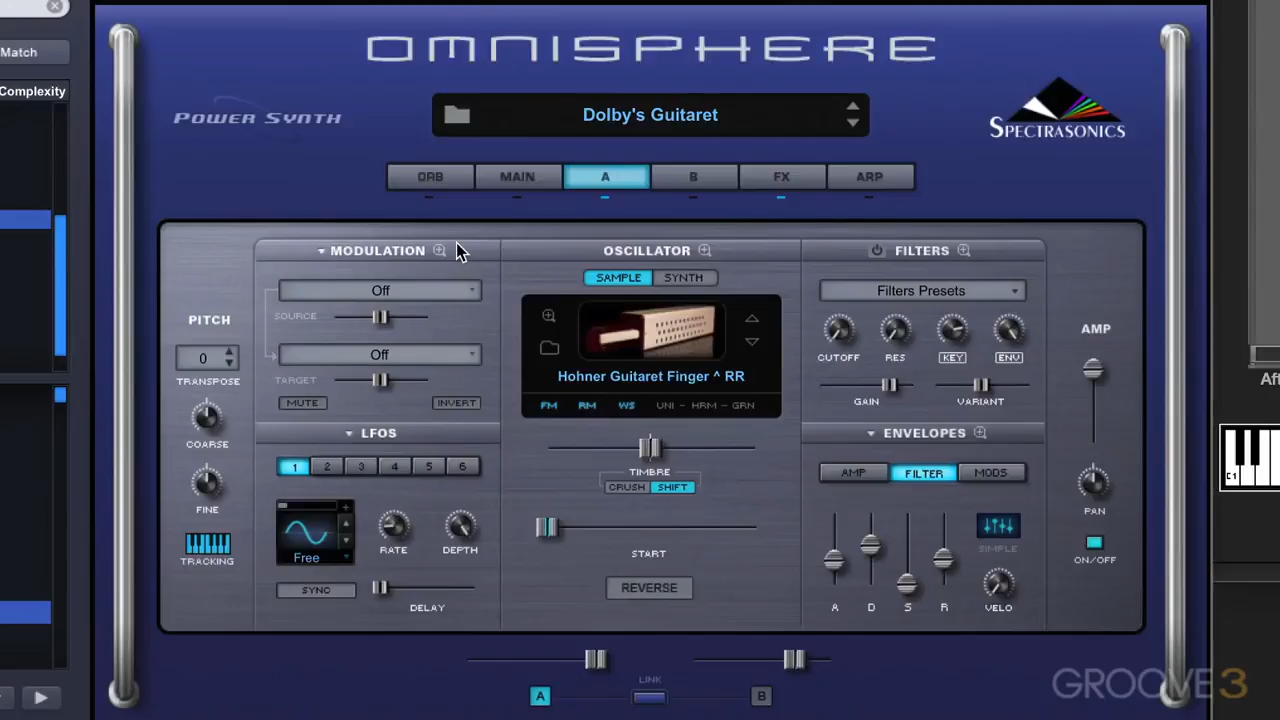 Match
Complexity
OMNISPHERE
POWER SYNTH
Dolby's Guitaret
SPECTRASONICS
ORB MAIN A B FX ARP
MODULATION
OSCILLATOR
FILTERS
SAMPLE SYNTH
Off
SOURCE
Off
TARGET
MUTE INVERT
PITCH
0
TRANSPOSE
COARSE
FINE
TRACKING
Hohner Guitaret Finger ^ RR
FM RM WS UNI - HRM - GRN
Filters Presets
CUTOFF RES KEY ENV
GAIN VARIANT
AMP
LFOS
1 2 3 4 5 6
Free
RATE DEPTH
SYNC
DELAY
TIMBRE
CRUSH SHIFT
START
REVERSE
ENVELOPES
AMP FILTER MODS
SIMPLE
A D S R VELO
PAN
ON/OFF
LINK
A B
C1
Af
GROOVE3